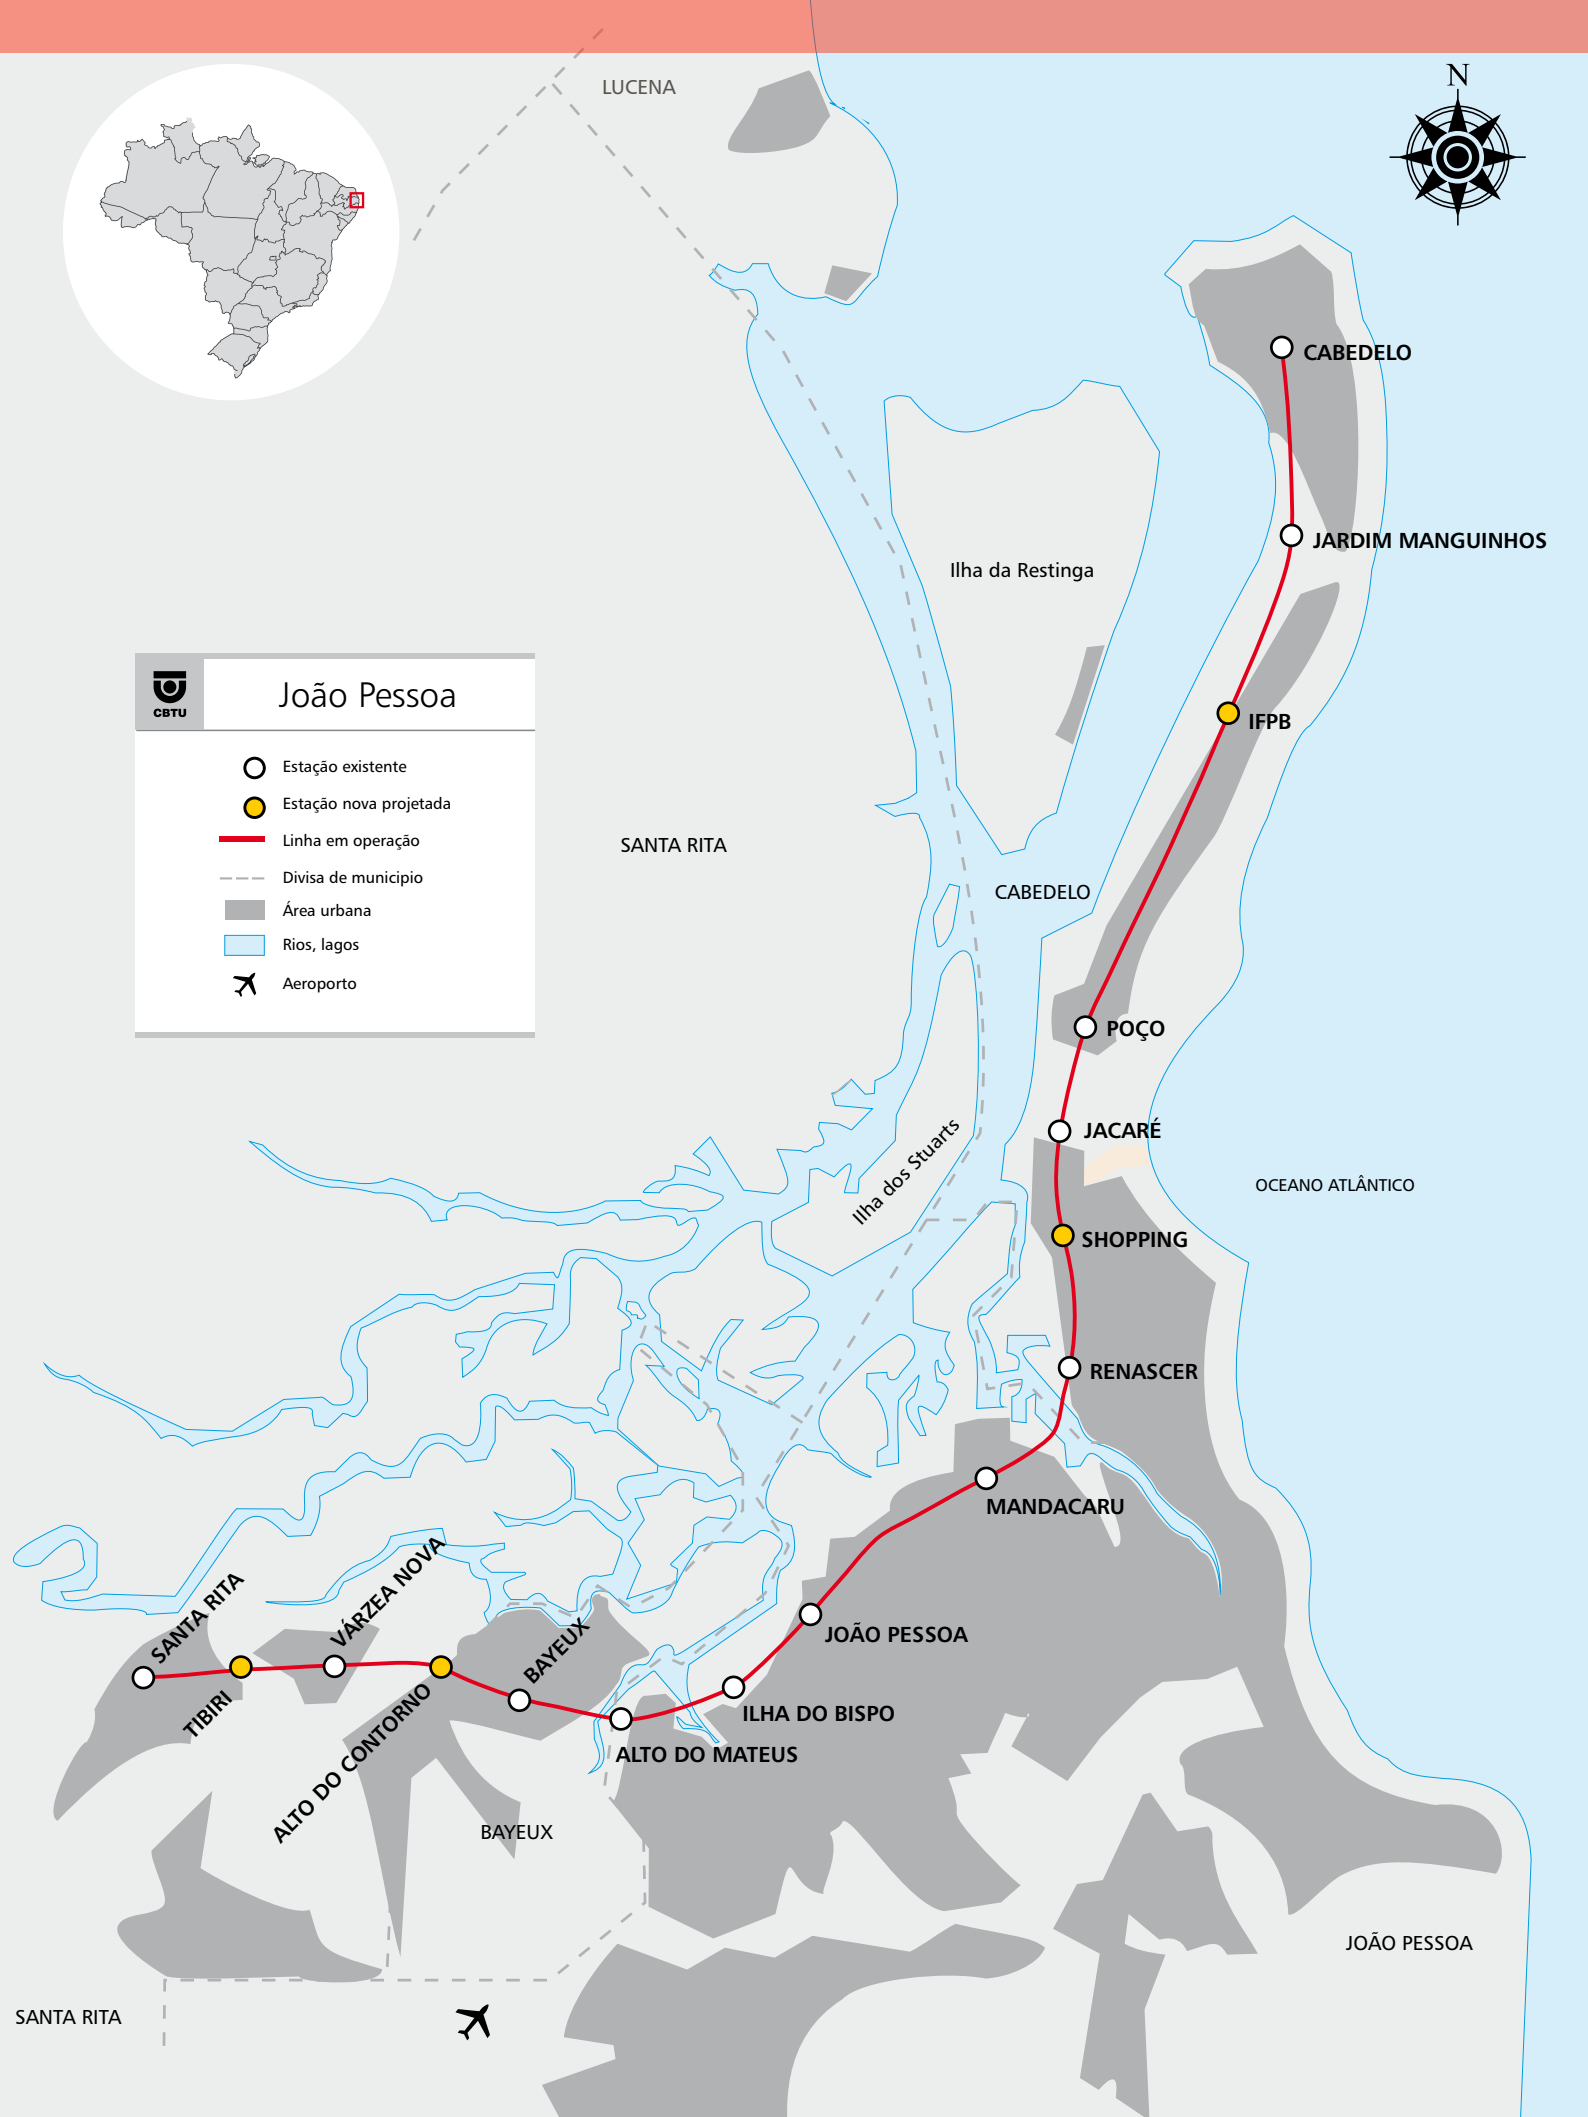 LUCENA
N
CABEDELO
JARDIM MANGUINHOS
Ilha da Restinga
João Pessoa
CBTU
IFPB
Estação existente
Estação nova projetada
Linha em operação
Divisa de municipio
Área urbana
Rios, lagos
Aeroporto
SANTA RITA
CABEDELO
POÇO
JACARÉ
Ilha dos Stuarts
OCEANO ATLÂNTICO
SHOPPING
RENASCER
MANDACARU
SANTA RITA
VÁRZEA NOVA
BAYEUX
JOÃO PESSOA
TIBIRI
ALTO DO CONTORNO
ILHA DO BISPO
ALTO DO MATEUS
BAYEUX
JOÃO PESSOA
SANTA RITA